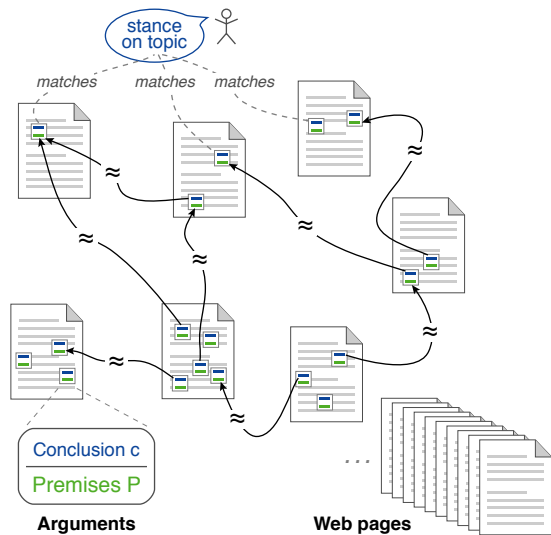 stance
on topic
matches
matches
matches
≈
≈
≈
≈
≈
≈
≈
≈
Conclusion c
Premises P
...
Arguments
Web pages